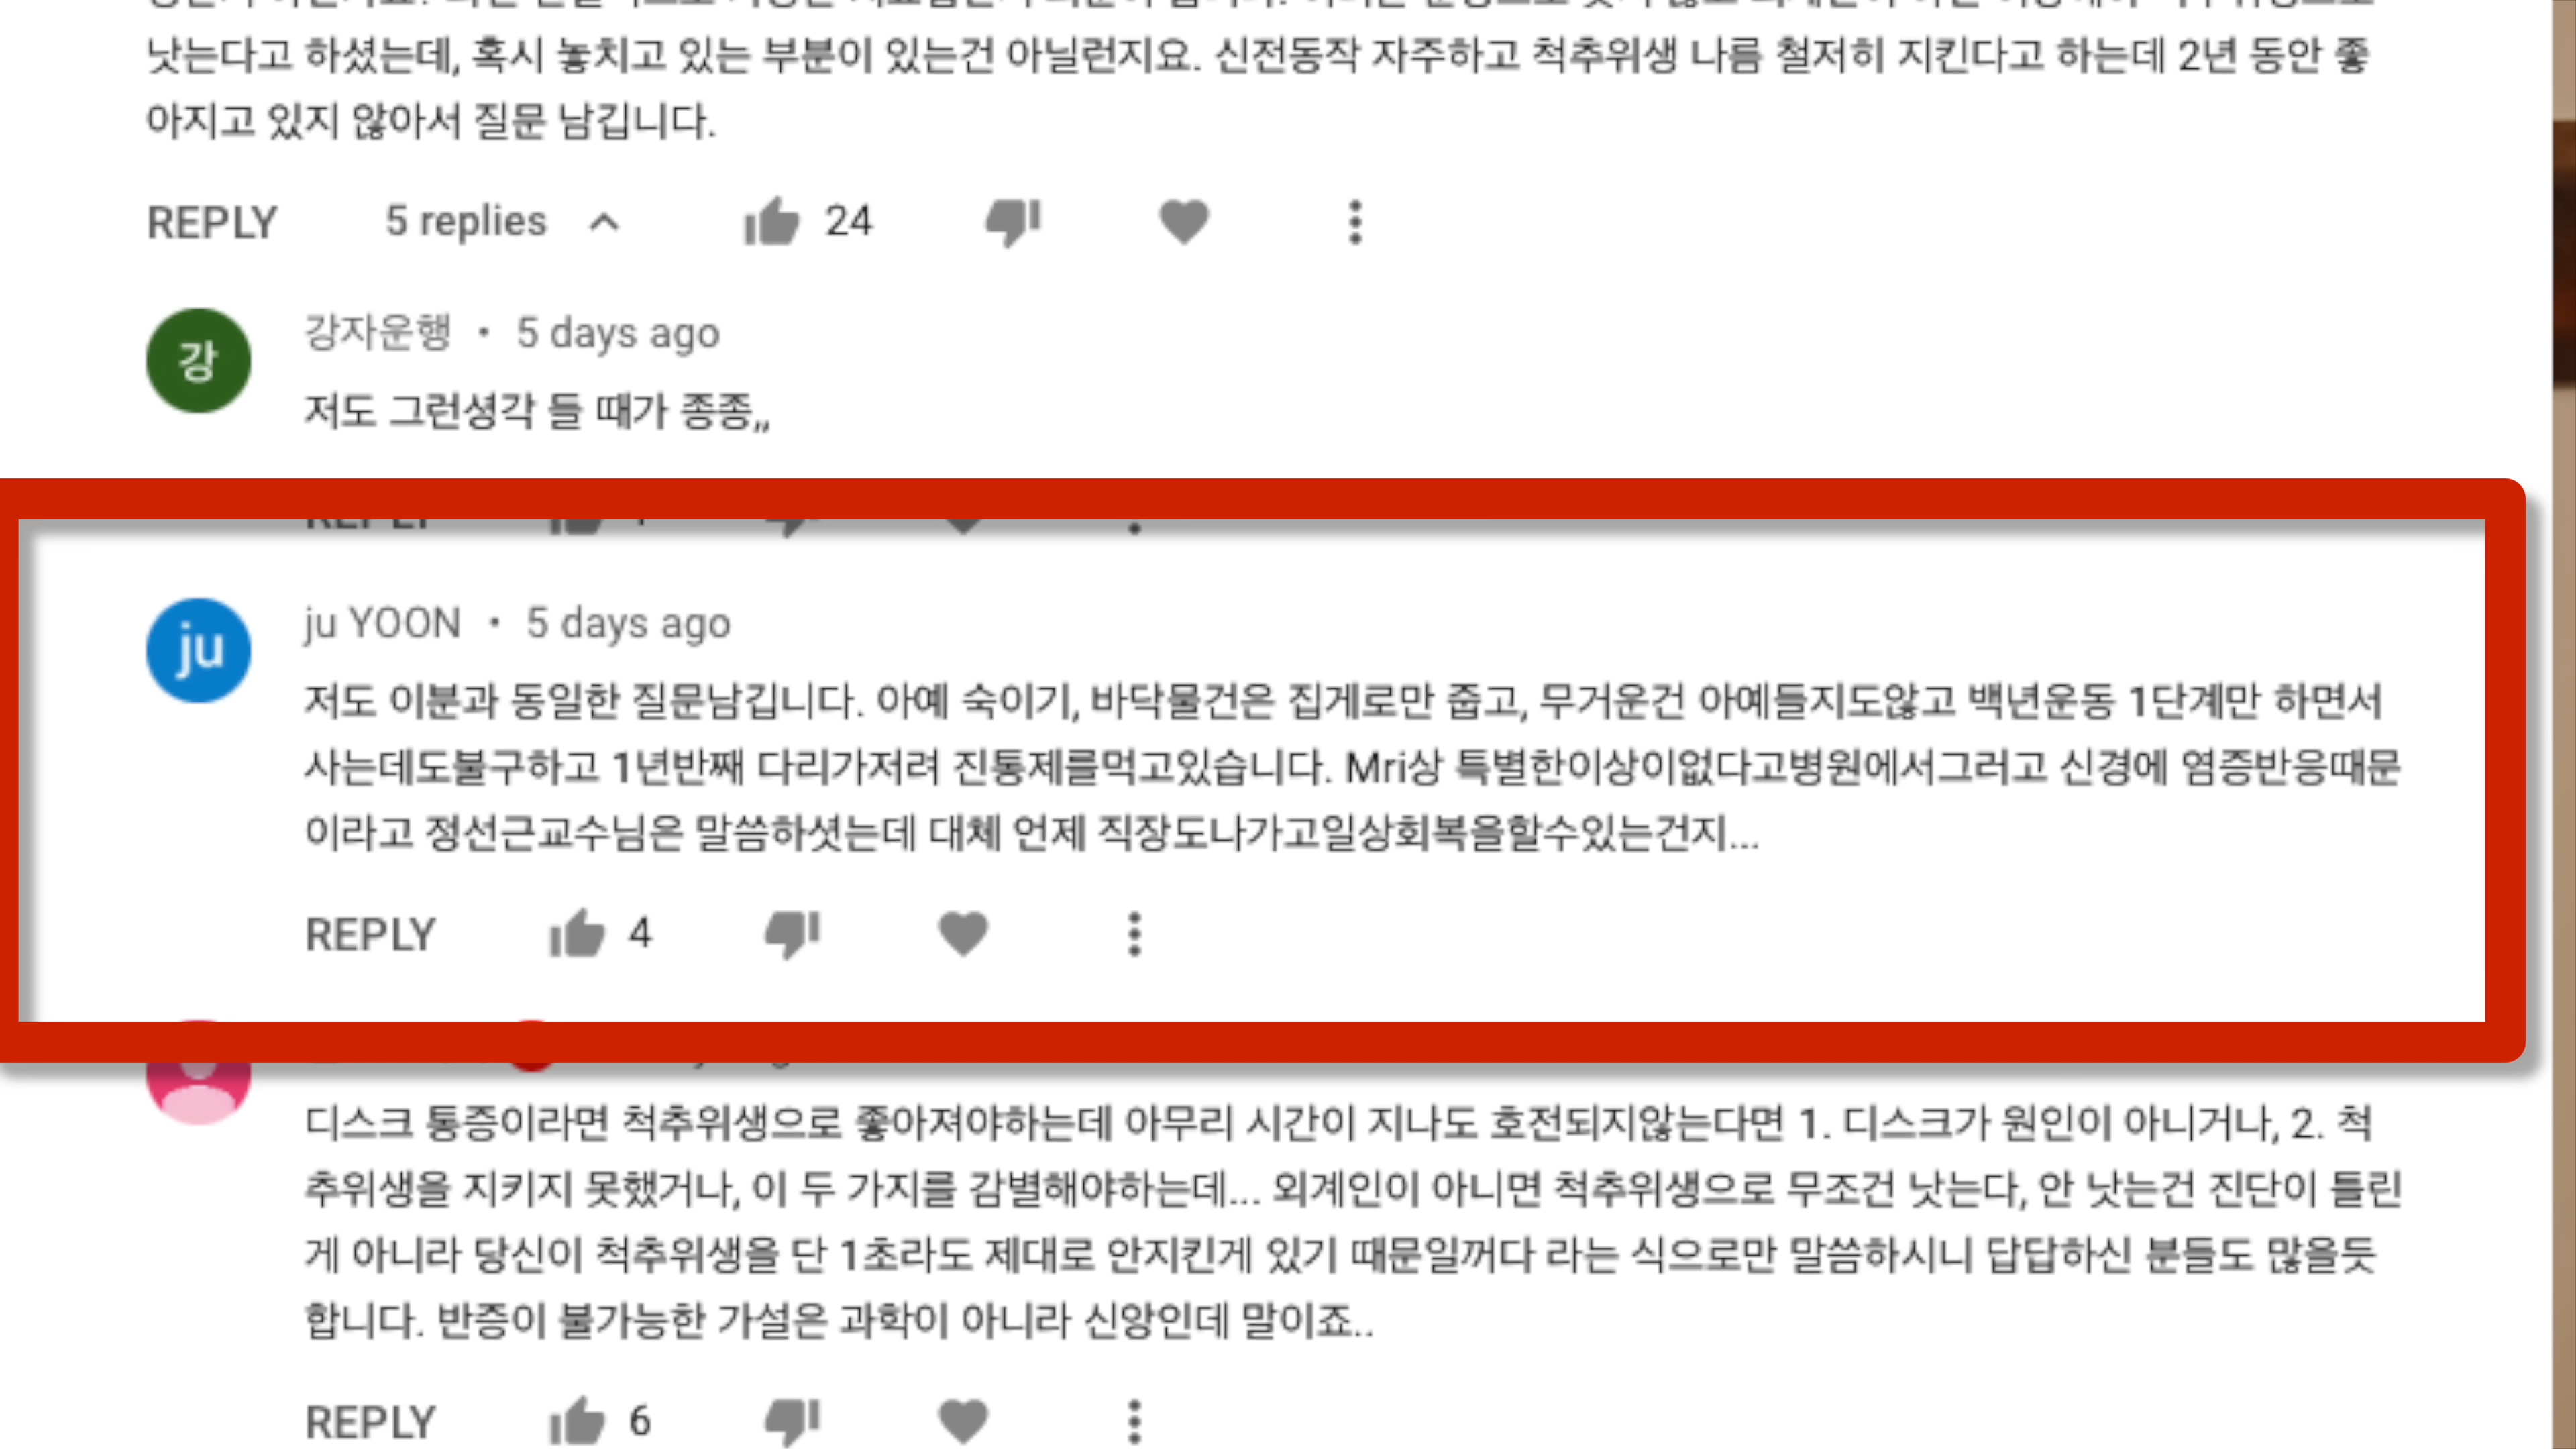 낫는다고 하셨는데, 혹시 놓치고 있는 부분이 있는건 아닐런지요. 신전동작 자주하고 척추위생 나름 철저히 지킨다고 하는데 2년 동안 좋
아지고 있지 않아서 질문 남깁니다.
REPLY 5 replies 24
강
강자운행 • 5 days ago
저도 그런성각 들 때가 종종,,
ju
ju YOON • 5 days ago
저도 이분과 동일한 질문남깁니다. 아예 숙이기, 바닥물건은 집게로만 줍고, 무거운건 아예들지도않고 백년운동 1단계만 하면서
사는데도불구하고 1년반째 다리가저려 진통제를먹고있습니다. Mri상 특별한이상이없다고병원에서그러고 신경에 염증반응때문
이라고 정선근교수님은 말씀하셧는데 대체 언제 직장도나가고일상회복을할수있는건지...
REPLY 4
디스크 통증이라면 척추위생으로 좋아져야하는데 아무리 시간이 지나도 호전되지않는다면 1. 디스크가 원인이 아니거나, 2. 척
추위생을 지키지 못했거나, 이 두 가지를 감별해야하는데... 외계인이 아니면 척추위생으로 무조건 낫는다, 안 낫는건 진단이 틀린
게 아니라 당신이 척추위생을 단 1초라도 제대로 안지킨게 있기 때문일꺼다 라는 식으로만 말씀하시니 답답하신 분들도 많을듯
합니다. 반증이 불가능한 가설은 과학이 아니라 신앙인데 말이죠..
REPLY 6